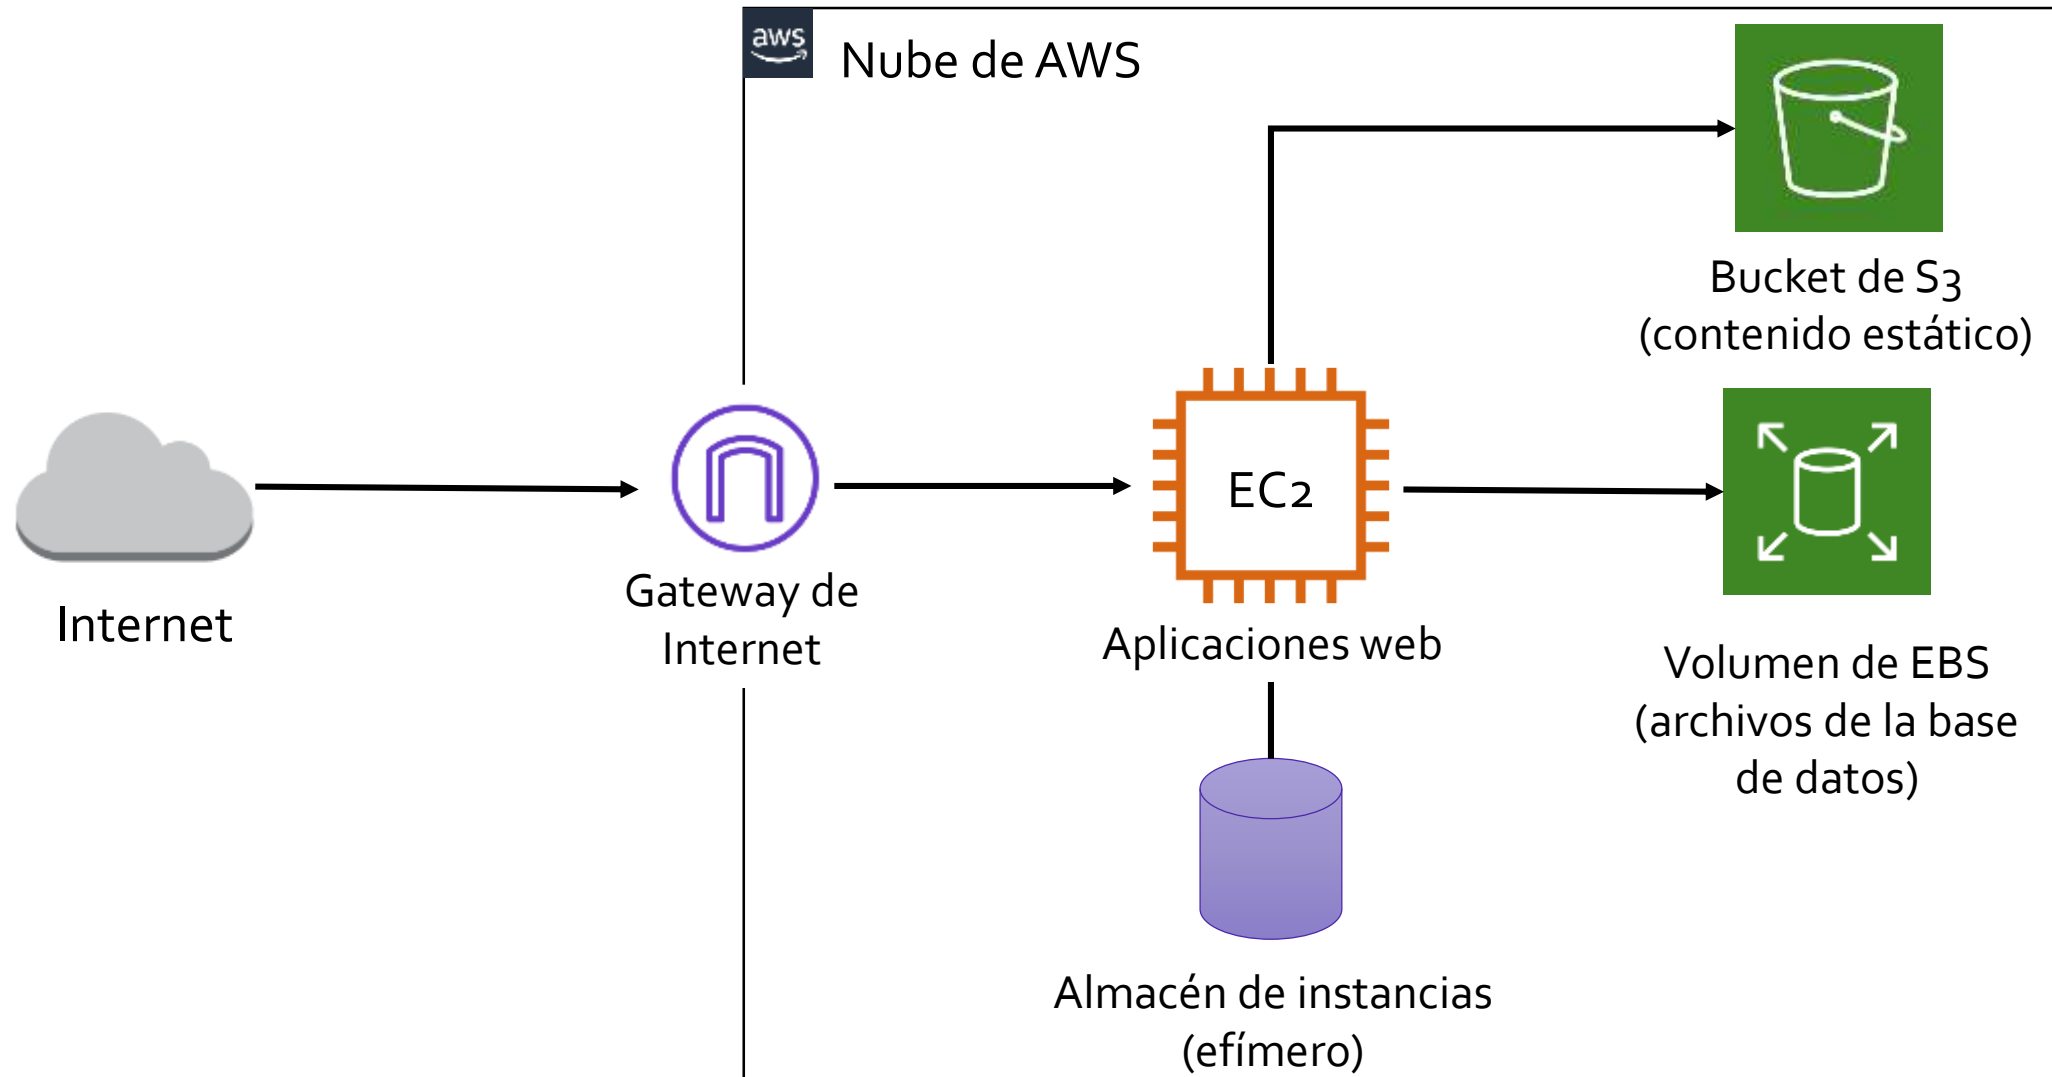 aws
Nube de AWS
Bucket de S3
(contenido estático)
EC2
Internet
Gateway de
Internet
Aplicaciones web
Volumen de EBS
(archivos de la base
de datos)
Almacén de instancias
(efímero)